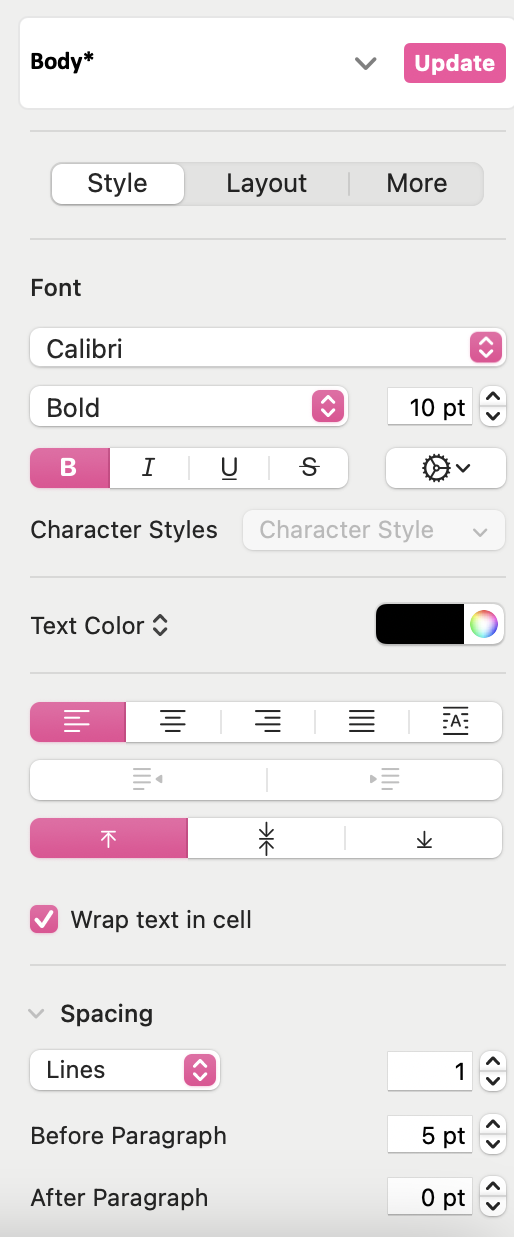 Body* Update
Style Layout More
Font
Calibri
Bold 10 pt
B I U S
Character Styles Character Style
Text Color
A
Wrap text in cell
Spacing
Lines 1
Before Paragraph 5 pt
After Paragraph 0 pt